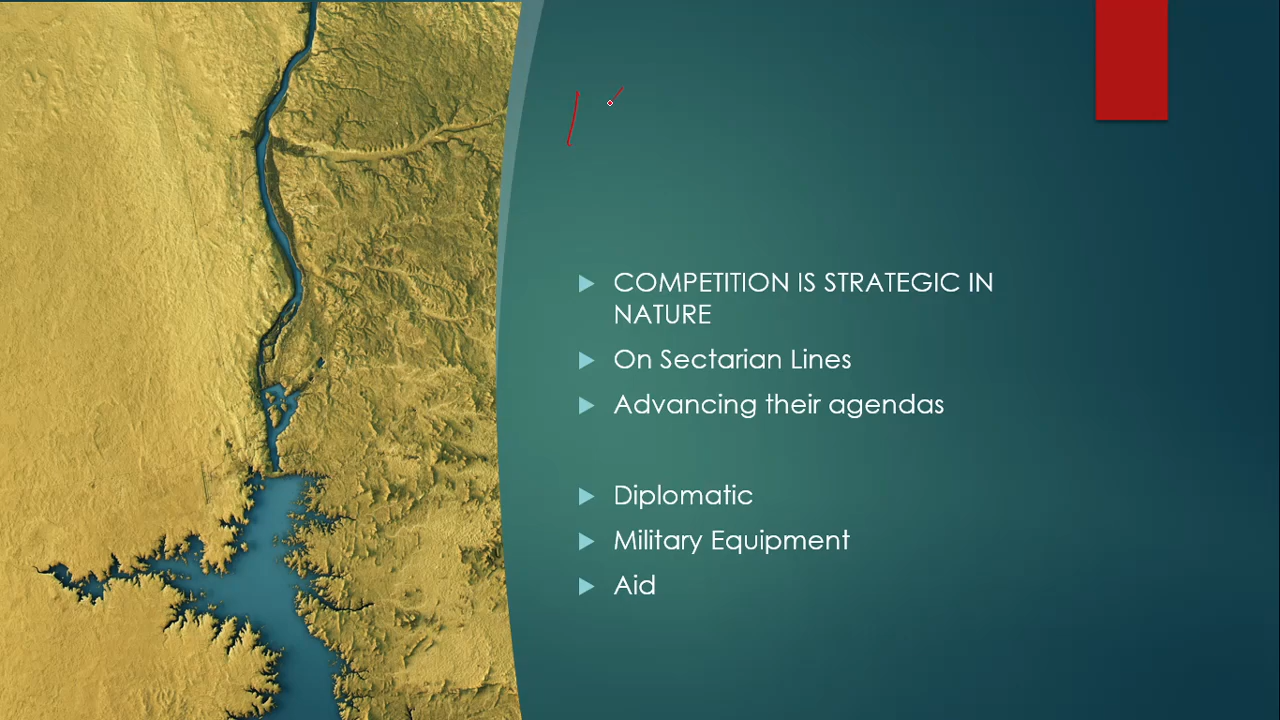 COMPETITION IS STRATEGIC IN
NATURE
On Sectarian Lines
Advancing their agendas
Diplomatic
Military Equipment
Aid